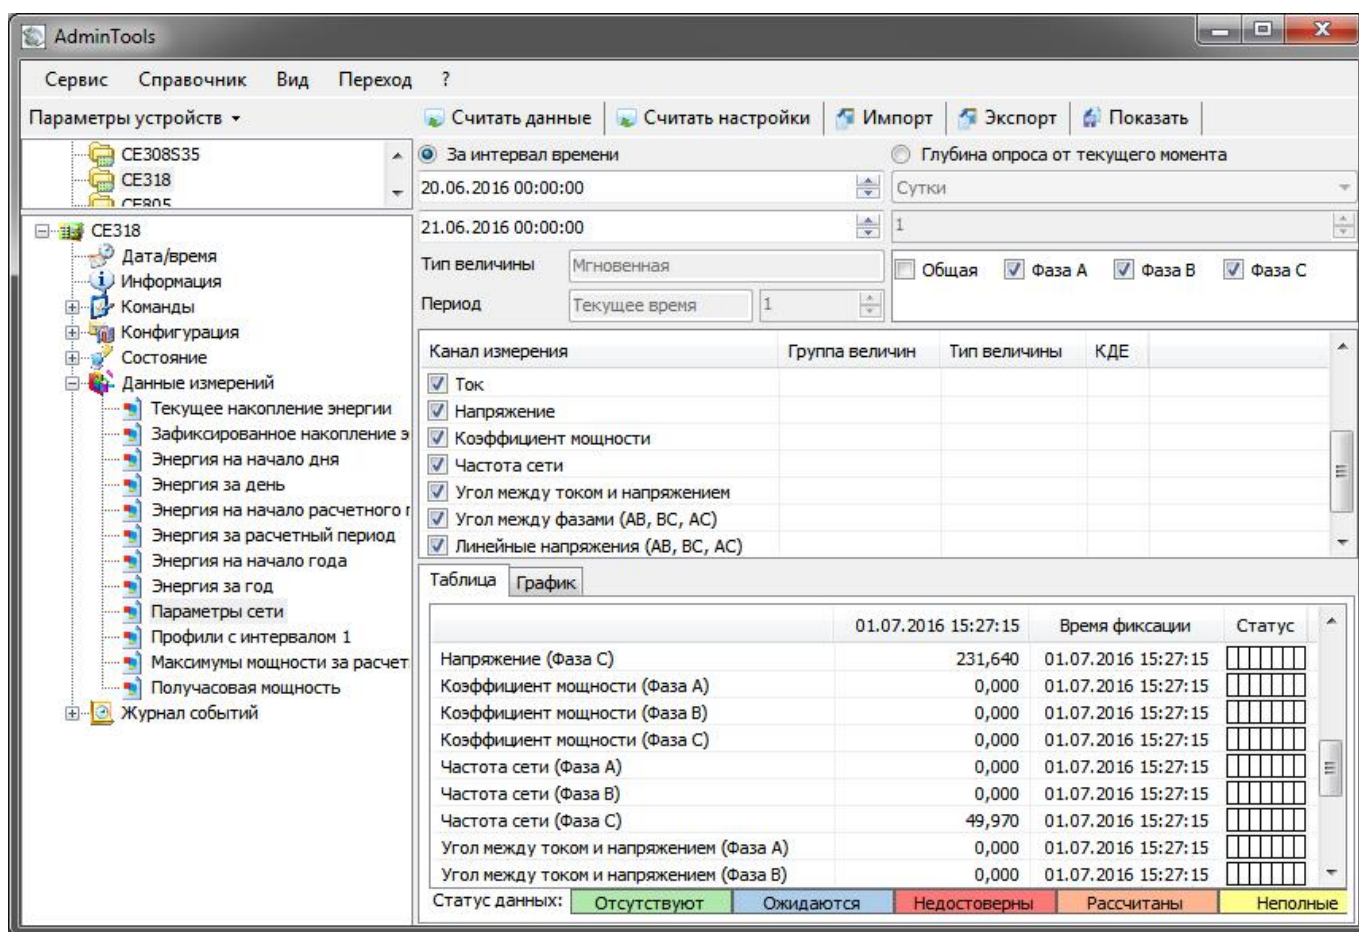 AdminTools
Сервис Справочник Вид Переход ?
Параметры устройств
Считать данные Считать настройки Импорт Экспорт Показать
CE308S35
CE318
CE805
CE318
Дата/время
Информация
Команды
Конфигурация
Состояние
Данные измерений
Текущее накопление энергии
Зафиксированное накопление э
Энергия на начало дня
Энергия за день
Энергия на начало расчетного г
Энергия за расчетный период
Энергия на начало года
Энергия за год
Параметры сети
Профили с интервалом 1
Максимумы мощности за расчет
Получасовая мощность
Журнал событий
За интервал времени Глубина опроса от текущего момента
20.06.2016 00:00:00 Сутки
21.06.2016 00:00:00 1
Тип величины Мгновенная Общая Фаза A Фаза B Фаза C
Период Текущее время 1
Канал измерения Группа величин Тип величины КДЕ
Ток
Напряжение
Коэффициент мощности
Частота сети
Угол между током и напряжением
Угол между фазами (AB, BC, AC)
Линейные напряжения (AB, BC, AC)
Таблица График
01.07.2016 15:27:15 Время фиксации Статус
Напряжение (Фаза C) 231,640 01.07.2016 15:27:15
Коэффициент мощности (Фаза A) 0,000 01.07.2016 15:27:15
Коэффициент мощности (Фаза B) 0,000 01.07.2016 15:27:15
Коэффициент мощности (Фаза C) 0,000 01.07.2016 15:27:15
Частота сети (Фаза A) 0,000 01.07.2016 15:27:15
Частота сети (Фаза B) 0,000 01.07.2016 15:27:15
Частота сети (Фаза C) 49,970 01.07.2016 15:27:15
Угол между током и напряжением (Фаза A) 0,000 01.07.2016 15:27:15
Угол между током и напряжением (Фаза B) 0,000 01.07.2016 15:27:15
Статус данных: Отсутствуют Ожидаются Недостоверны Рассчитаны Неполные